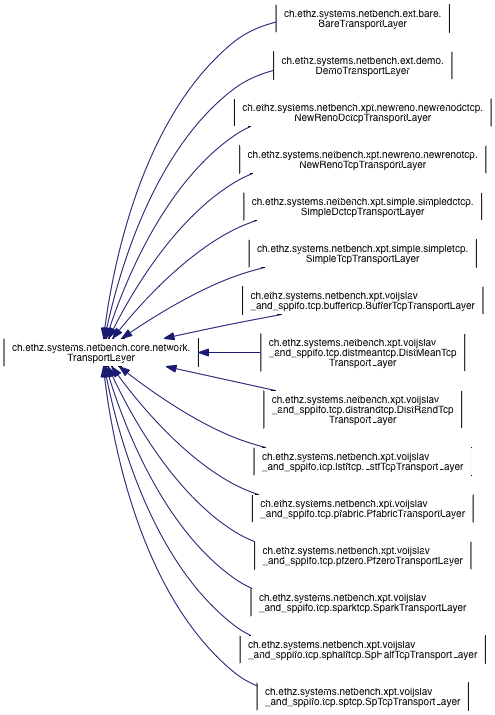 ch.ethz.systems.netbench.ext.bare.
BareTransportLayer
ch.ethz.systems.netbench.ext.demo.
DemoTransportLayer
ch.ethz.systems.netbench.xpt.newreno.newrenodctcp.
NewRenoDctcpTransportLayer
ch.ethz.systems.netbench.xpt.newreno.newrenotcp.
NewRenoTcpTransportLayer
ch.ethz.systems.netbench.xpt.simple.simpledctcp.
SimpleDctcpTransportLayer
ch.ethz.systems.netbench.xpt.simple.simpletcp.
SimpleTcpTransportLayer
ch.ethz.systems.netbench.xpt.voijslav
_and_sppifo.tcp.buffertcp.BufferTcpTransportLayer
ch.ethz.systems.netbench.core.network.
TransportLayer
ch.ethz.systems.netbench.xpt.voijslav
_and_sppifo.tcp.distmeantcp.DistMeanTcp
TransportLayer
ch.ethz.systems.netbench.xpt.voijslav
_and_sppifo.tcp.distrandtcp.DistRandTcp
TransportLayer
ch.ethz.systems.netbench.xpt.voijslav
_and_sppifo.tcp.lstftcp.LstfTcpTransportLayer
ch.ethz.systems.netbench.xpt.voijslav
_and_sppifo.tcp.pfabric.PfabricTransportLayer
ch.ethz.systems.netbench.xpt.voijslav
_and_sppifo.tcp.pfzero.PfzeroTransportLayer
ch.ethz.systems.netbench.xpt.voijslav
_and_sppifo.tcp.sparktcp.SparkTransportLayer
ch.ethz.systems.netbench.xpt.voijslav
_and_sppifo.tcp.sphalftcp.SpHalfTcpTransportLayer
ch.ethz.systems.netbench.xpt.voijslav
_and_sppifo.tcp.sptcp.SpTcpTransportLayer